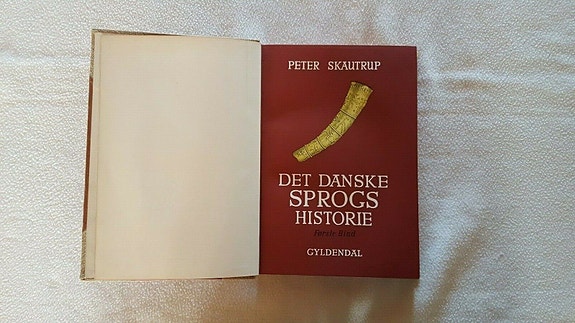 PETER SKAUTRUP
DET DANSKE
SPROGS
HISTORIE
Første Bind
GYLDENDAL